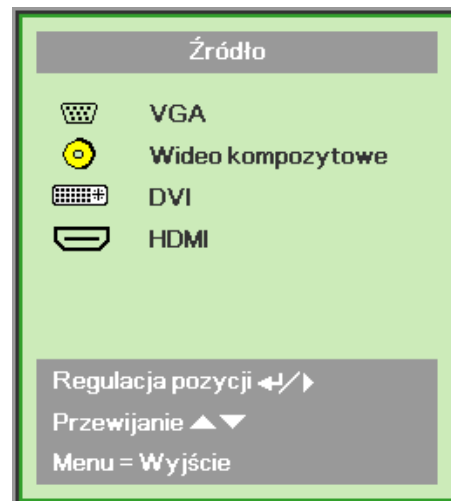 Źródło
VGA
Wideo kompozytowe
DVI
HDMI
Regulacja pozycji ↵/▶
Przewijanie ▲▼
Menu = Wyjście